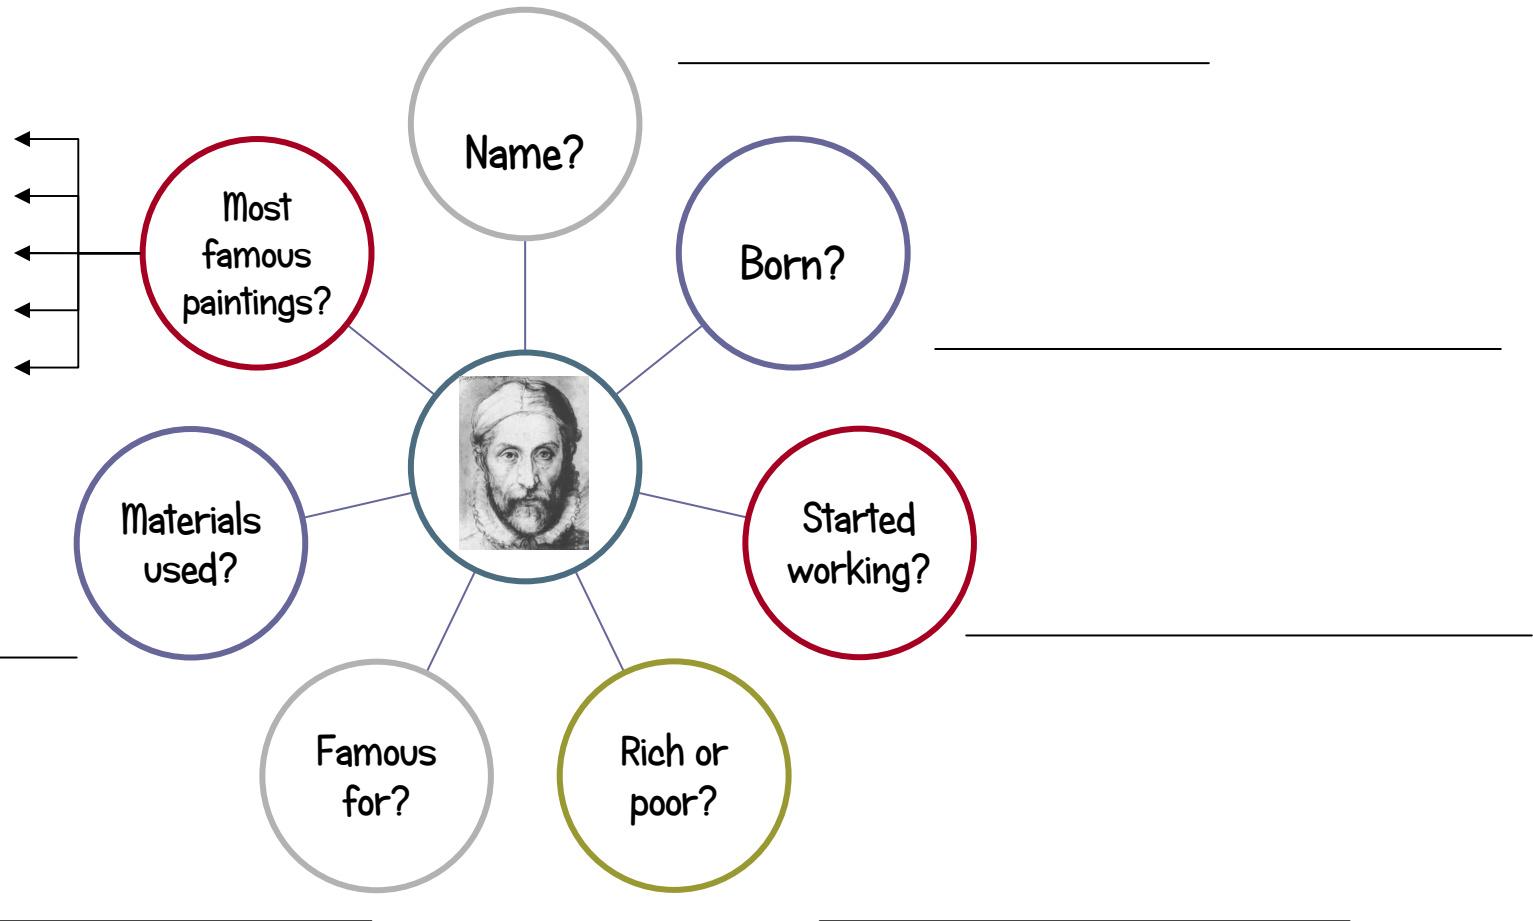 Name?
Born?
Started
working?
Rich or
poor?
Famous
for?
Materials
used?
Most
famous
paintings?